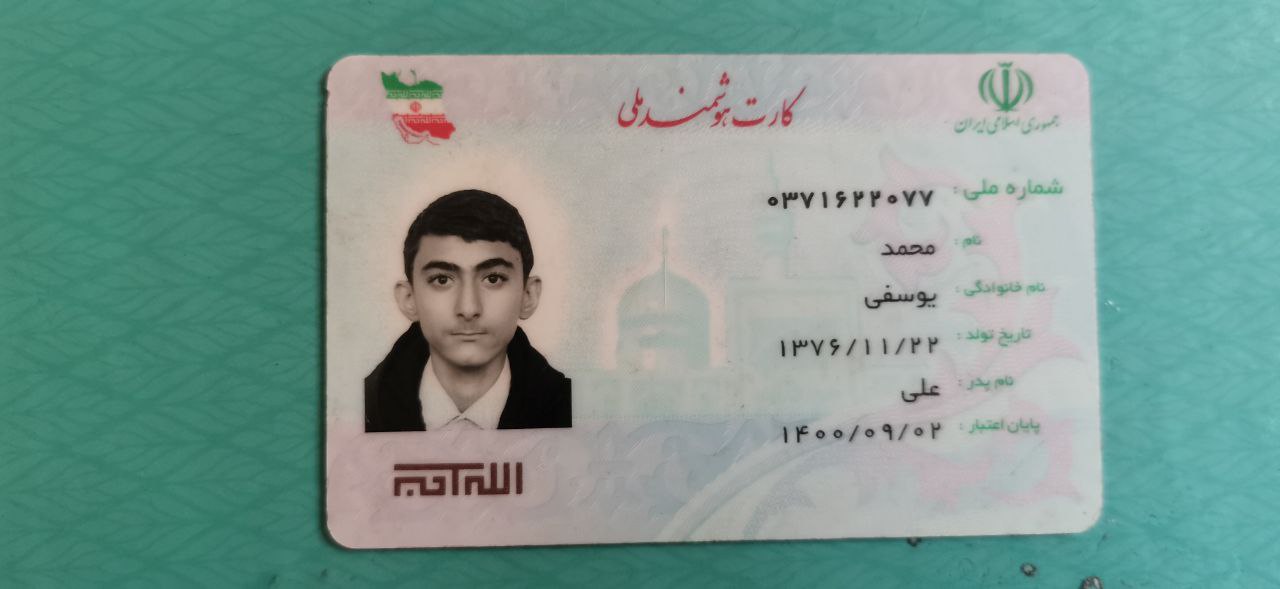 کارت هوشمند ملی
جمهوری اسلامی ایران
شماره ملی: ۰۳۷۱۶۲۲۰۷۷
نام: محمد
نام خانوادگی: یوسفی
تاریخ تولد: ۱۳۷۶/۱۱/۲۲
نام پدر: علی
پایان اعتبار: ۱۴۰۰/۰۹/۰۲
الله اکبر